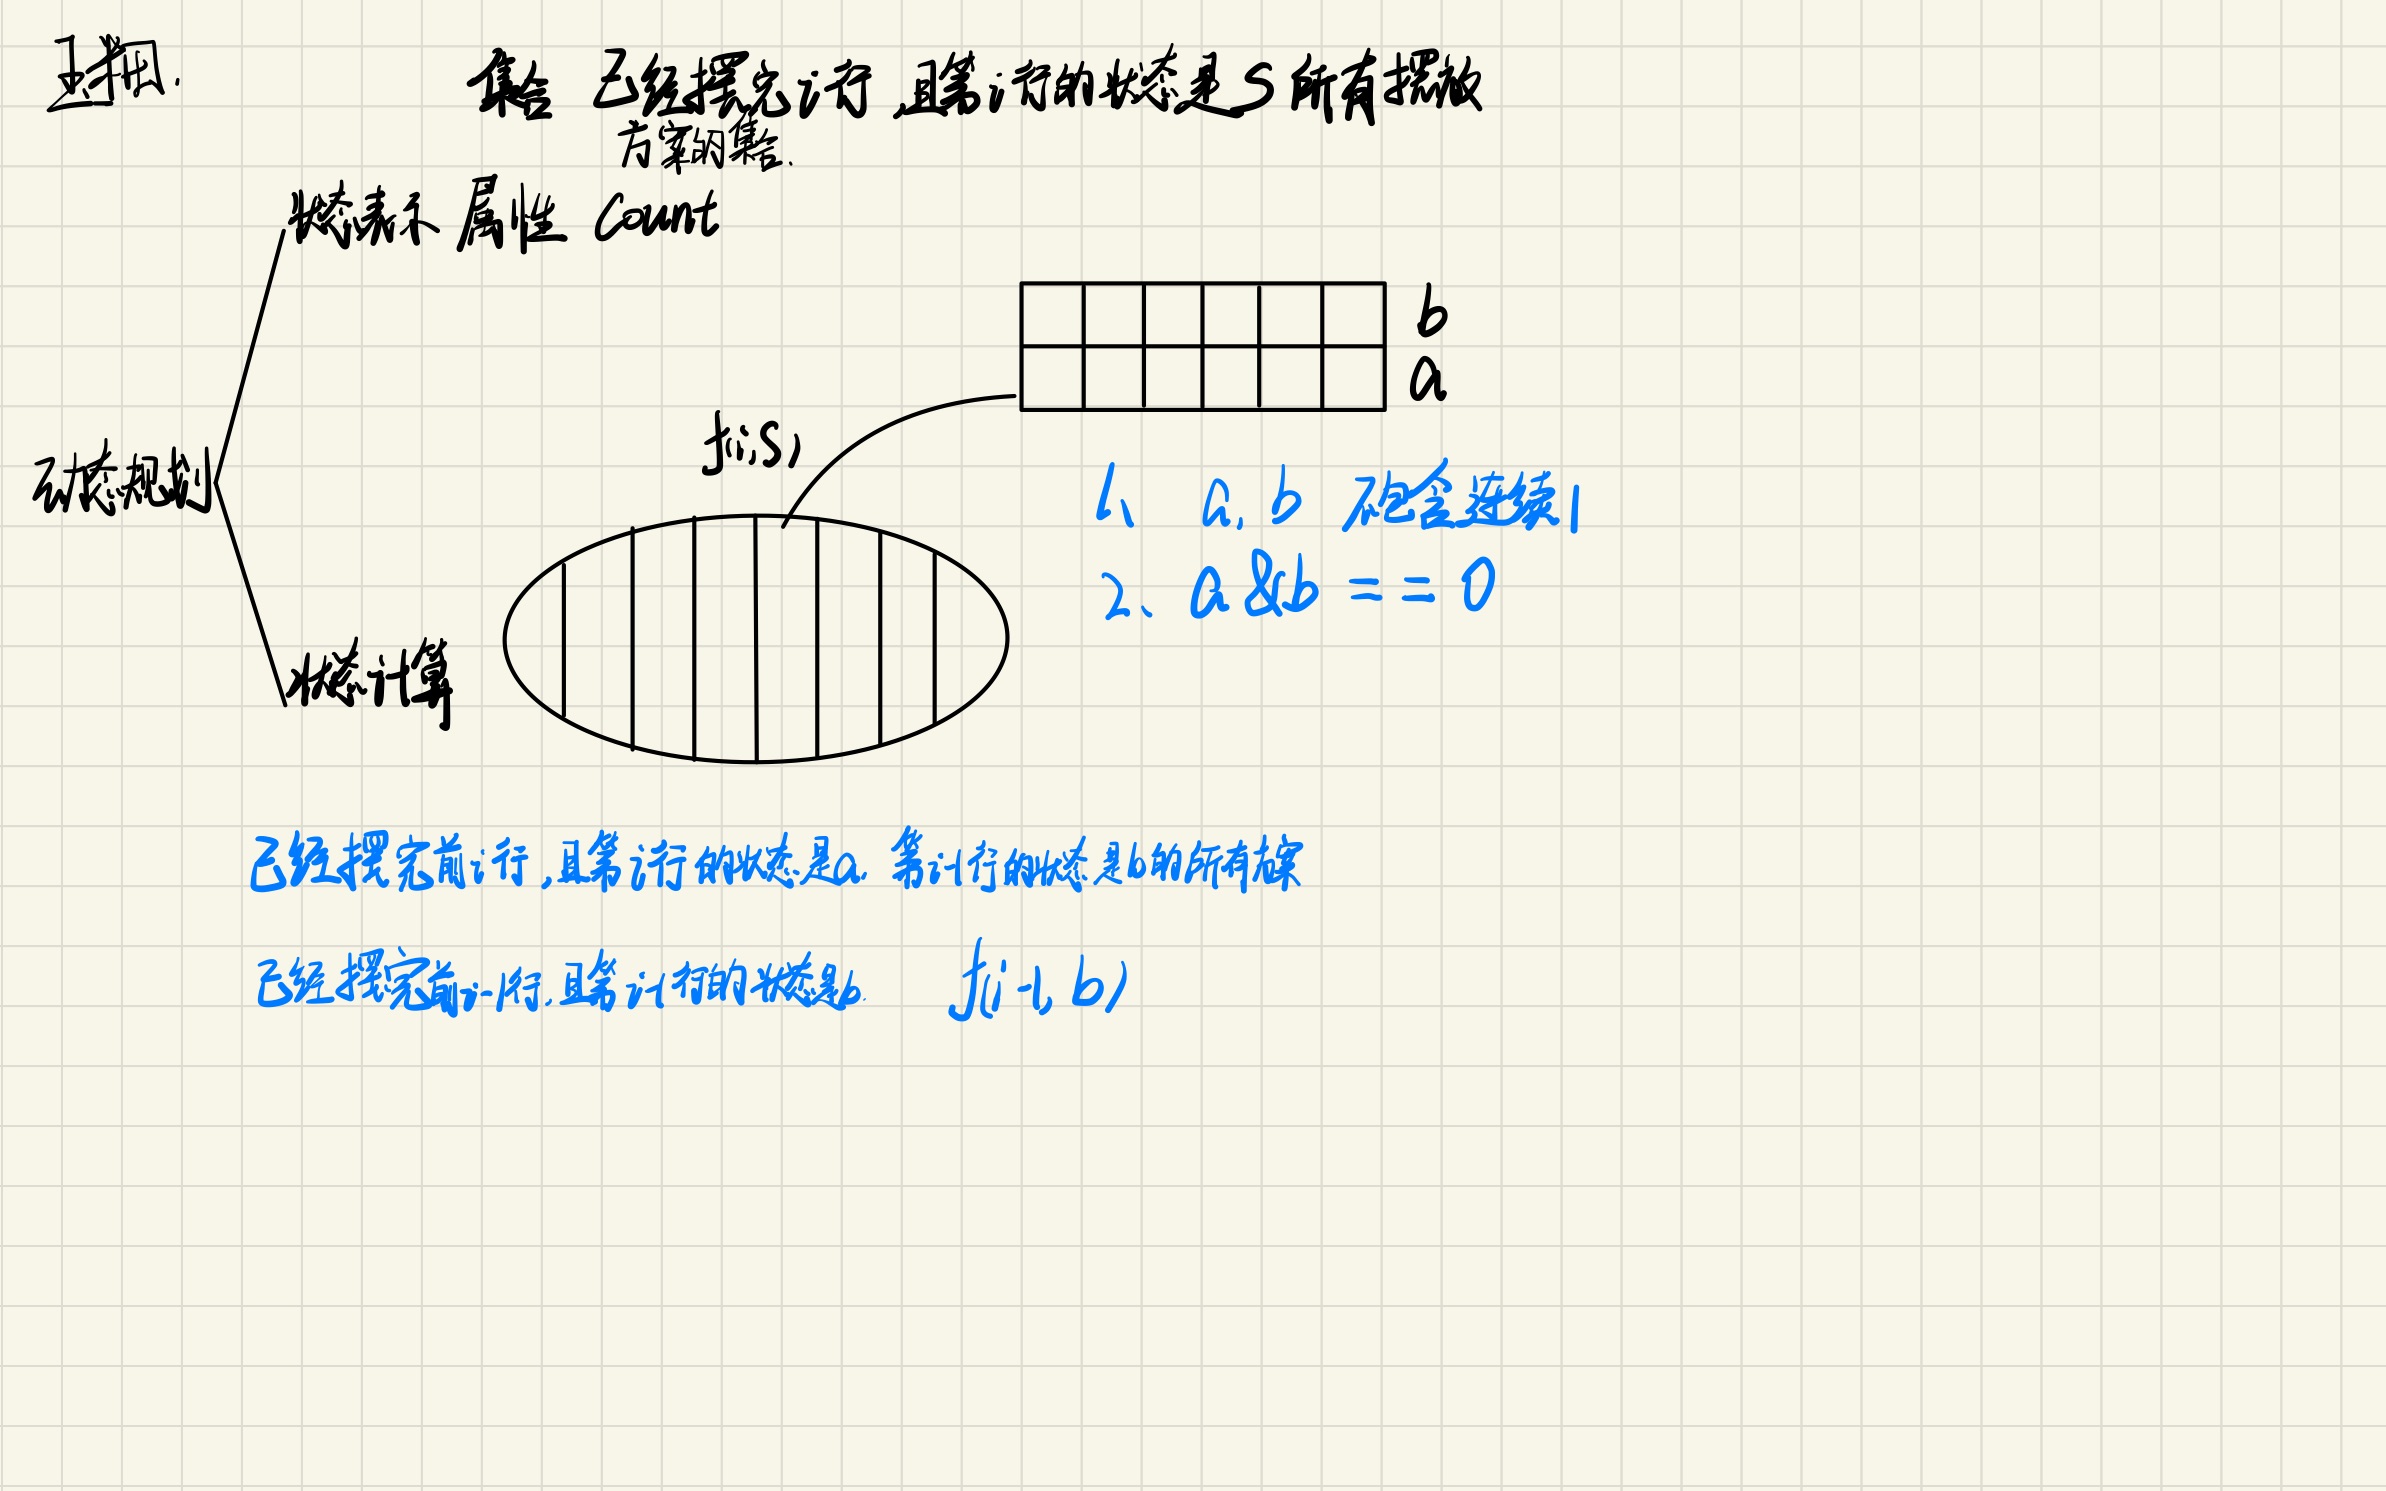 玉米田.
集合 已经摆完i行,且第i行的状态是S所有摆放
方案的集合.
状态表示 属性 Count
b
a
f(i,S)
动态规划
1、 a,b 不包含连续1
2、 a&b == 0
状态计算
已经摆完前i行,且第i行的状态是a. 第i-1行的状态是b的所有方案
已经摆完前i-1行,且第i-1行的状态是b. f(i-1,b)